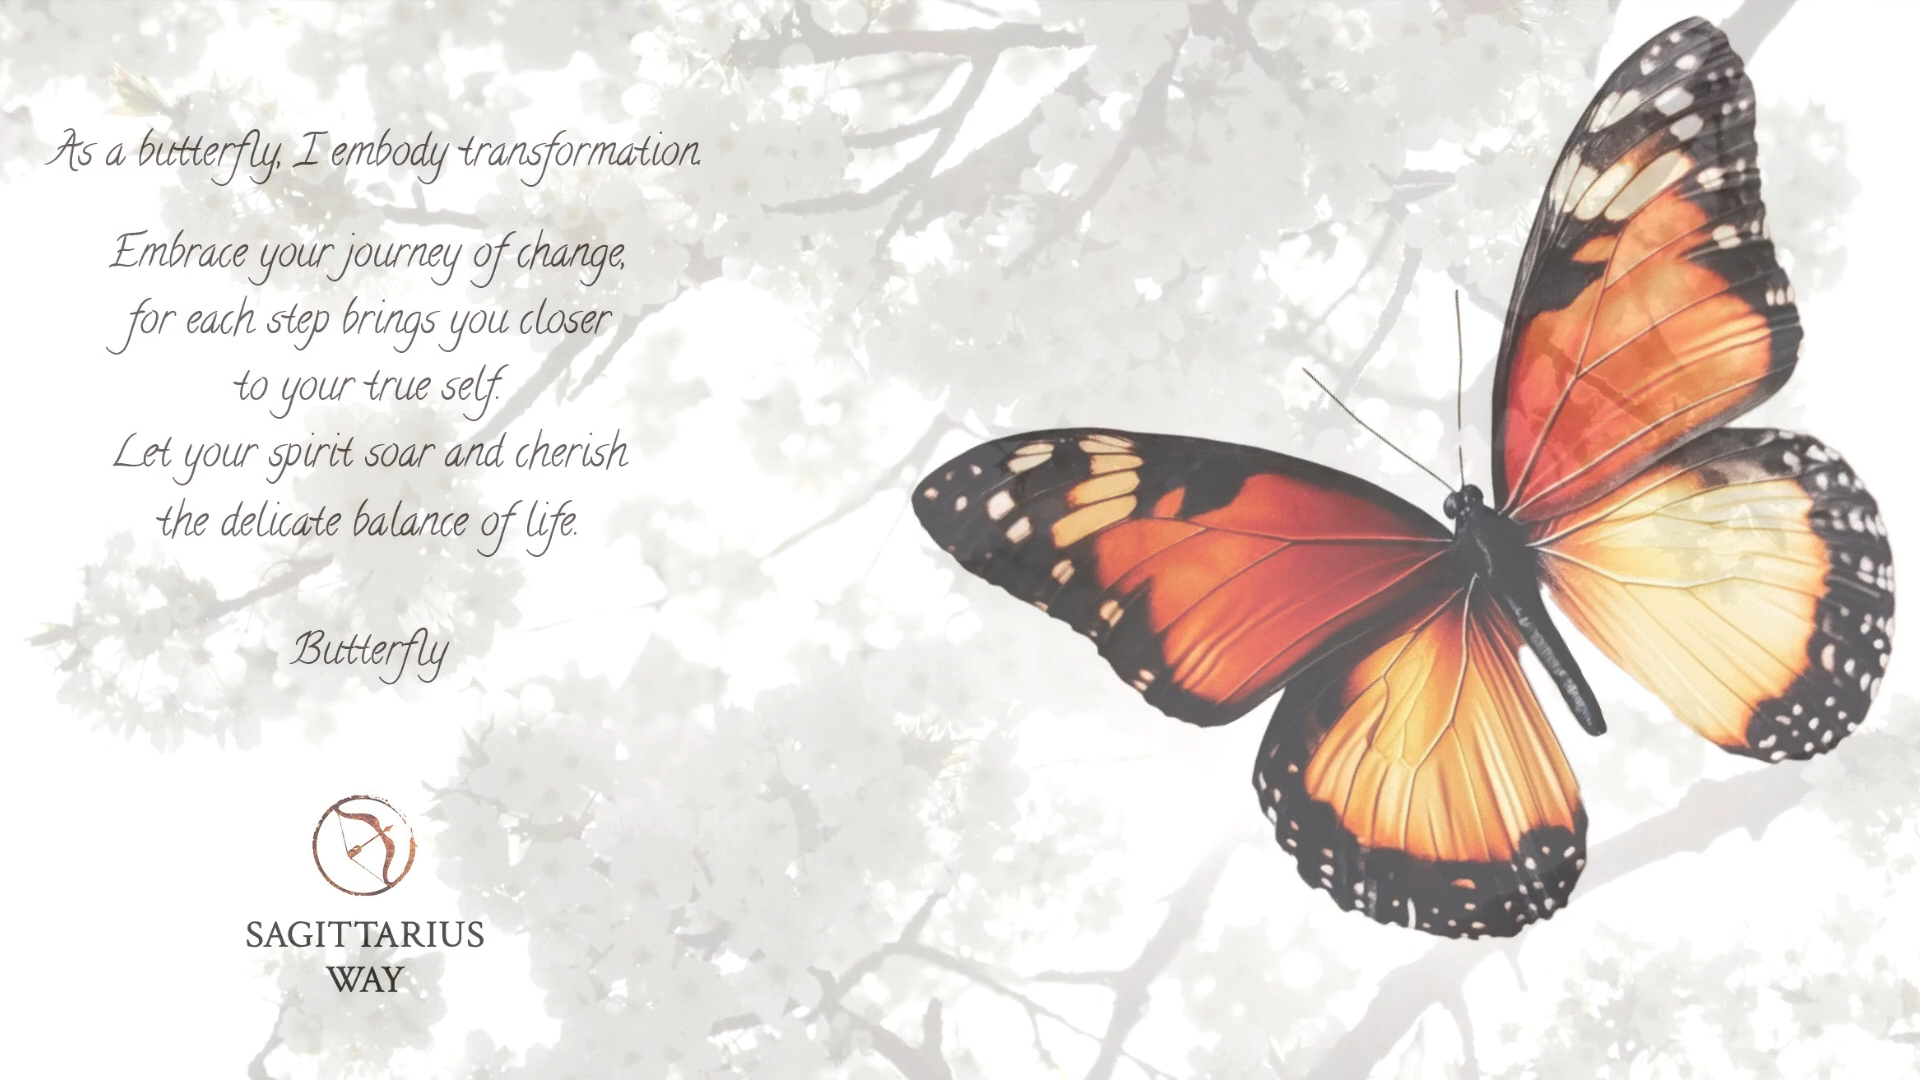 As a butterfly, I embody transformation.
Embrace your journey of change,
for each step brings you closer
to your true self.
Let your spirit soar and cherish
the delicate balance of life.
Butterfly
SAGITTARIUS
WAY